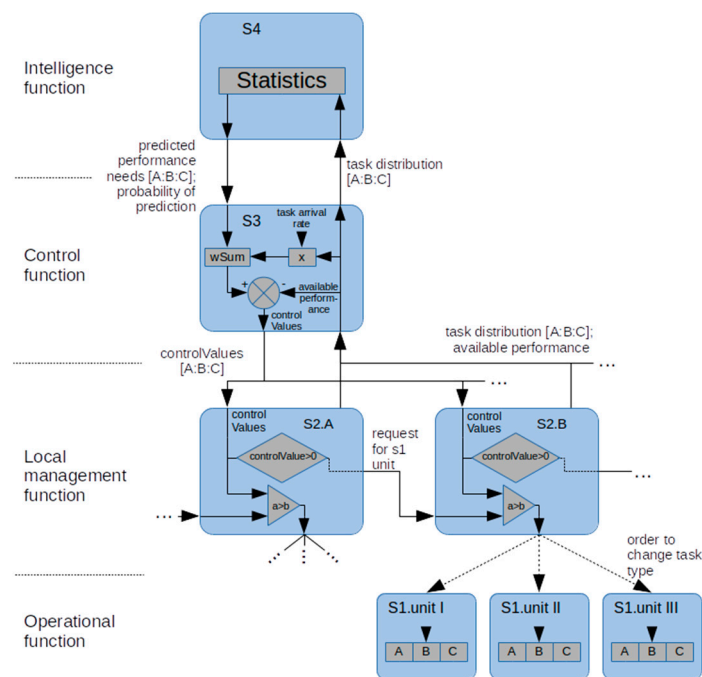 S4
Intelligence
function
Statistics
predicted
performance
needs [A:B:C];
probability of
prediction
task distribution
[A:B:C]
S3
task arrival
rate
Control
function
wSum
x
+
-
available
perform-
ance
control
Values
controlValues
[A:B:C]
task distribution [A:B:C];
available performance
...
...
control
Values
S2.A
control
Values
S2.B
request
for s1
unit
controlValue>0
controlValue>0
Local
management
function
...
a>b
a>b
...
...
...
...
order to
change task
type
Operational
function
S1.unit I
S1.unit II
S1.unit III
A B C
A B C
A B C